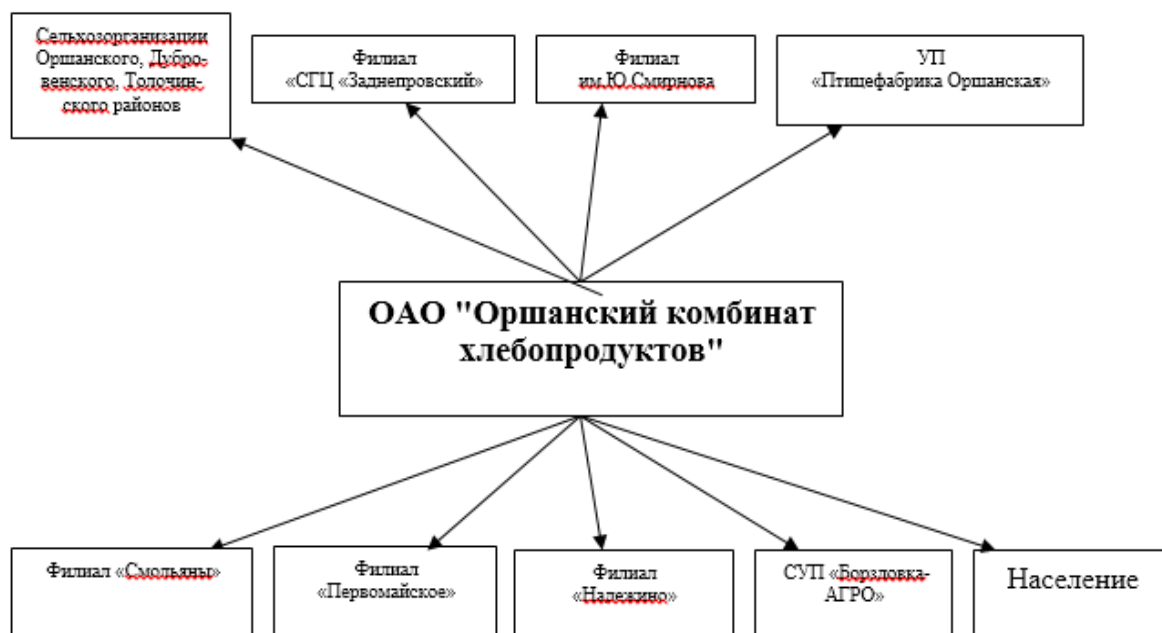 Сельхозорганизации
Оршанского, Дубро-
венского, Толочин-
ского районов
Филиал
«СГЦ «Заднепровский»
Филиал
им.Ю.Смирнова
УП
«Птицефабрика Оршанская»
ОАО "Оршанский комбинат
хлебопродуктов"
Филиал «Смольяны»
Филиал
«Первомайское»
Филиал
«Надежино»
СУП «Борздовка-
АГРО»
Население